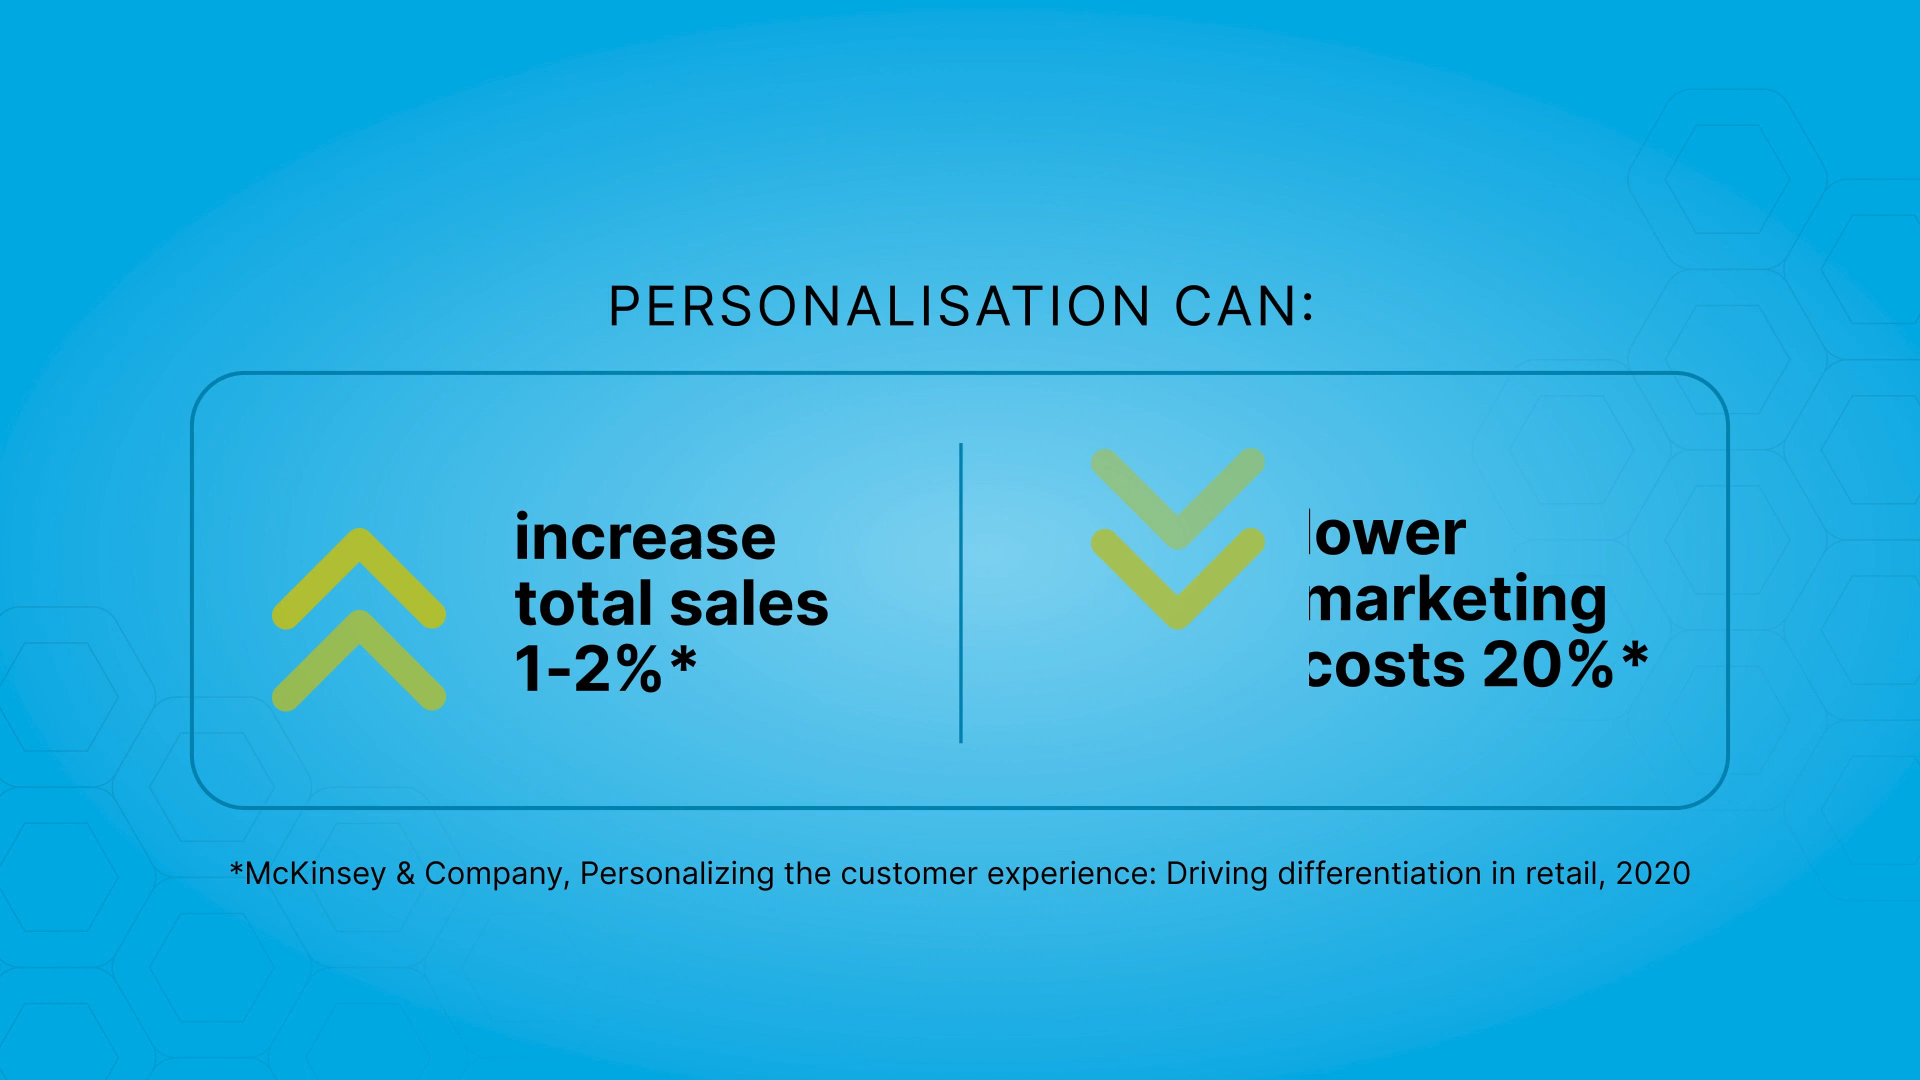 PERSONALISATION CAN:
increase
total sales
1-2%*
lower
marketing
costs 20%*
*McKinsey & Company, Personalizing the customer experience: Driving differentiation in retail, 2020